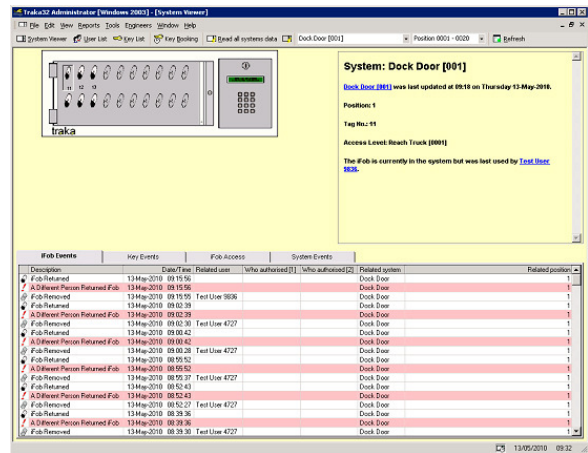 Traka32 Administrator [Windows 2003] - [System Viewer]
File Edit View Reports Tools Engineers Window Help
System Viewer User List Key List Key Booking Read all systems data Dock Door [001] Position 0001 - 0020 Refresh
traka
11 12 13
System: Dock Door [001]
Dock Door [001] was last updated at 09:18 on Thursday 13-May-2010.
Position: 1
Tag No.: 11
Access Level: Reach Truck [0001]
The iFob is currently in the system but was last used by Test User
9836.
iFob Events Key Events iFob Access System Events
Description Date/Time Related user Who authorised [1] Who authorised [2] Related system Related position
iFob Returned 13-May-2010 09:15:56 Dock Door 1
A Different Person Returned iFob 13-May-2010 09:15:56 Dock Door 1
iFob Removed 13-May-2010 09:15:55 Test User 9836 Dock Door 1
iFob Returned 13-May-2010 09:02:39 Dock Door 1
A Different Person Returned iFob 13-May-2010 09:02:39 Dock Door 1
iFob Removed 13-May-2010 09:02:30 Test User 4727 Dock Door 1
iFob Returned 13-May-2010 09:00:42 Dock Door 1
A Different Person Returned iFob 13-May-2010 09:00:42 Dock Door 1
iFob Removed 13-May-2010 09:00:28 Test User 4727 Dock Door 1
iFob Returned 13-May-2010 08:55:52 Dock Door 1
A Different Person Returned iFob 13-May-2010 08:55:52 Dock Door 1
iFob Removed 13-May-2010 08:55:37 Test User 4727 Dock Door 1
iFob Returned 13-May-2010 08:52:43 Dock Door 1
A Different Person Returned iFob 13-May-2010 08:52:43 Dock Door 1
iFob Removed 13-May-2010 08:52:27 Test User 4727 Dock Door 1
iFob Returned 13-May-2010 08:39:36 Dock Door 1
A Different Person Returned iFob 13-May-2010 08:39:36 Dock Door 1
iFob Removed 13-May-2010 08:39:30 Test User 4727 Dock Door 1
13/05/2010 09:32